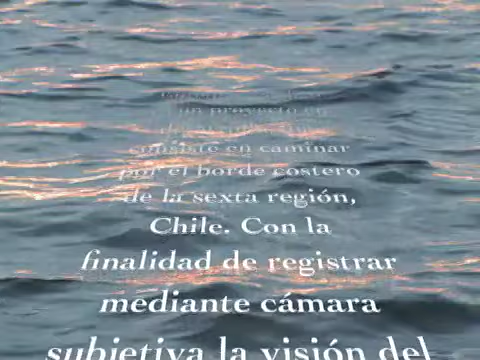 un proyecto en
consiste en caminar
por el borde costero
de la sexta región,
Chile. Con la
finalidad de registrar
mediante cámara
subjetiva la visión del